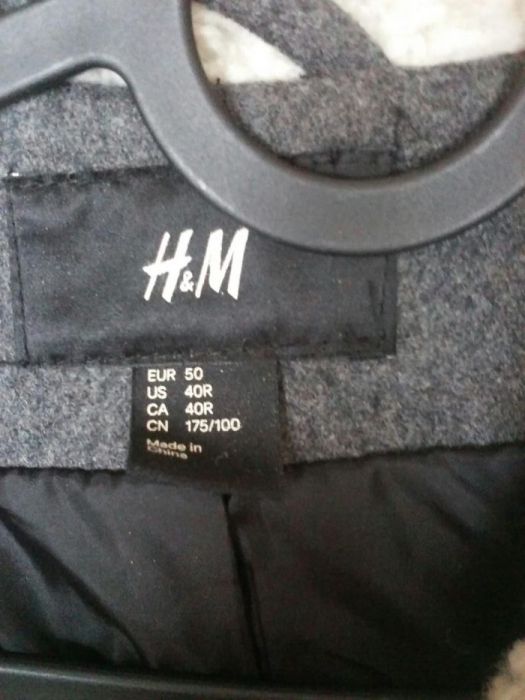 H&M
EUR 50
US 40R
CA 40R
CN 175/100
Made in
China